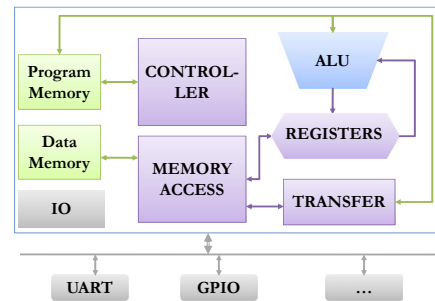 Program
Memory
CONTROL-
LER
ALU
REGISTERS
Data
Memory
MEMORY
ACCESS
IO
TRANSFER
UART
GPIO
...